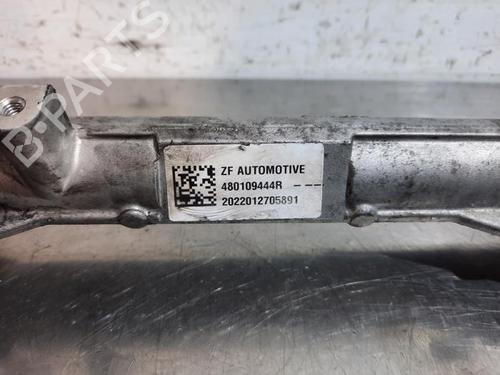 B-PARTS
ZF AUTOMOTIVE
480109444R ----
2022012705891